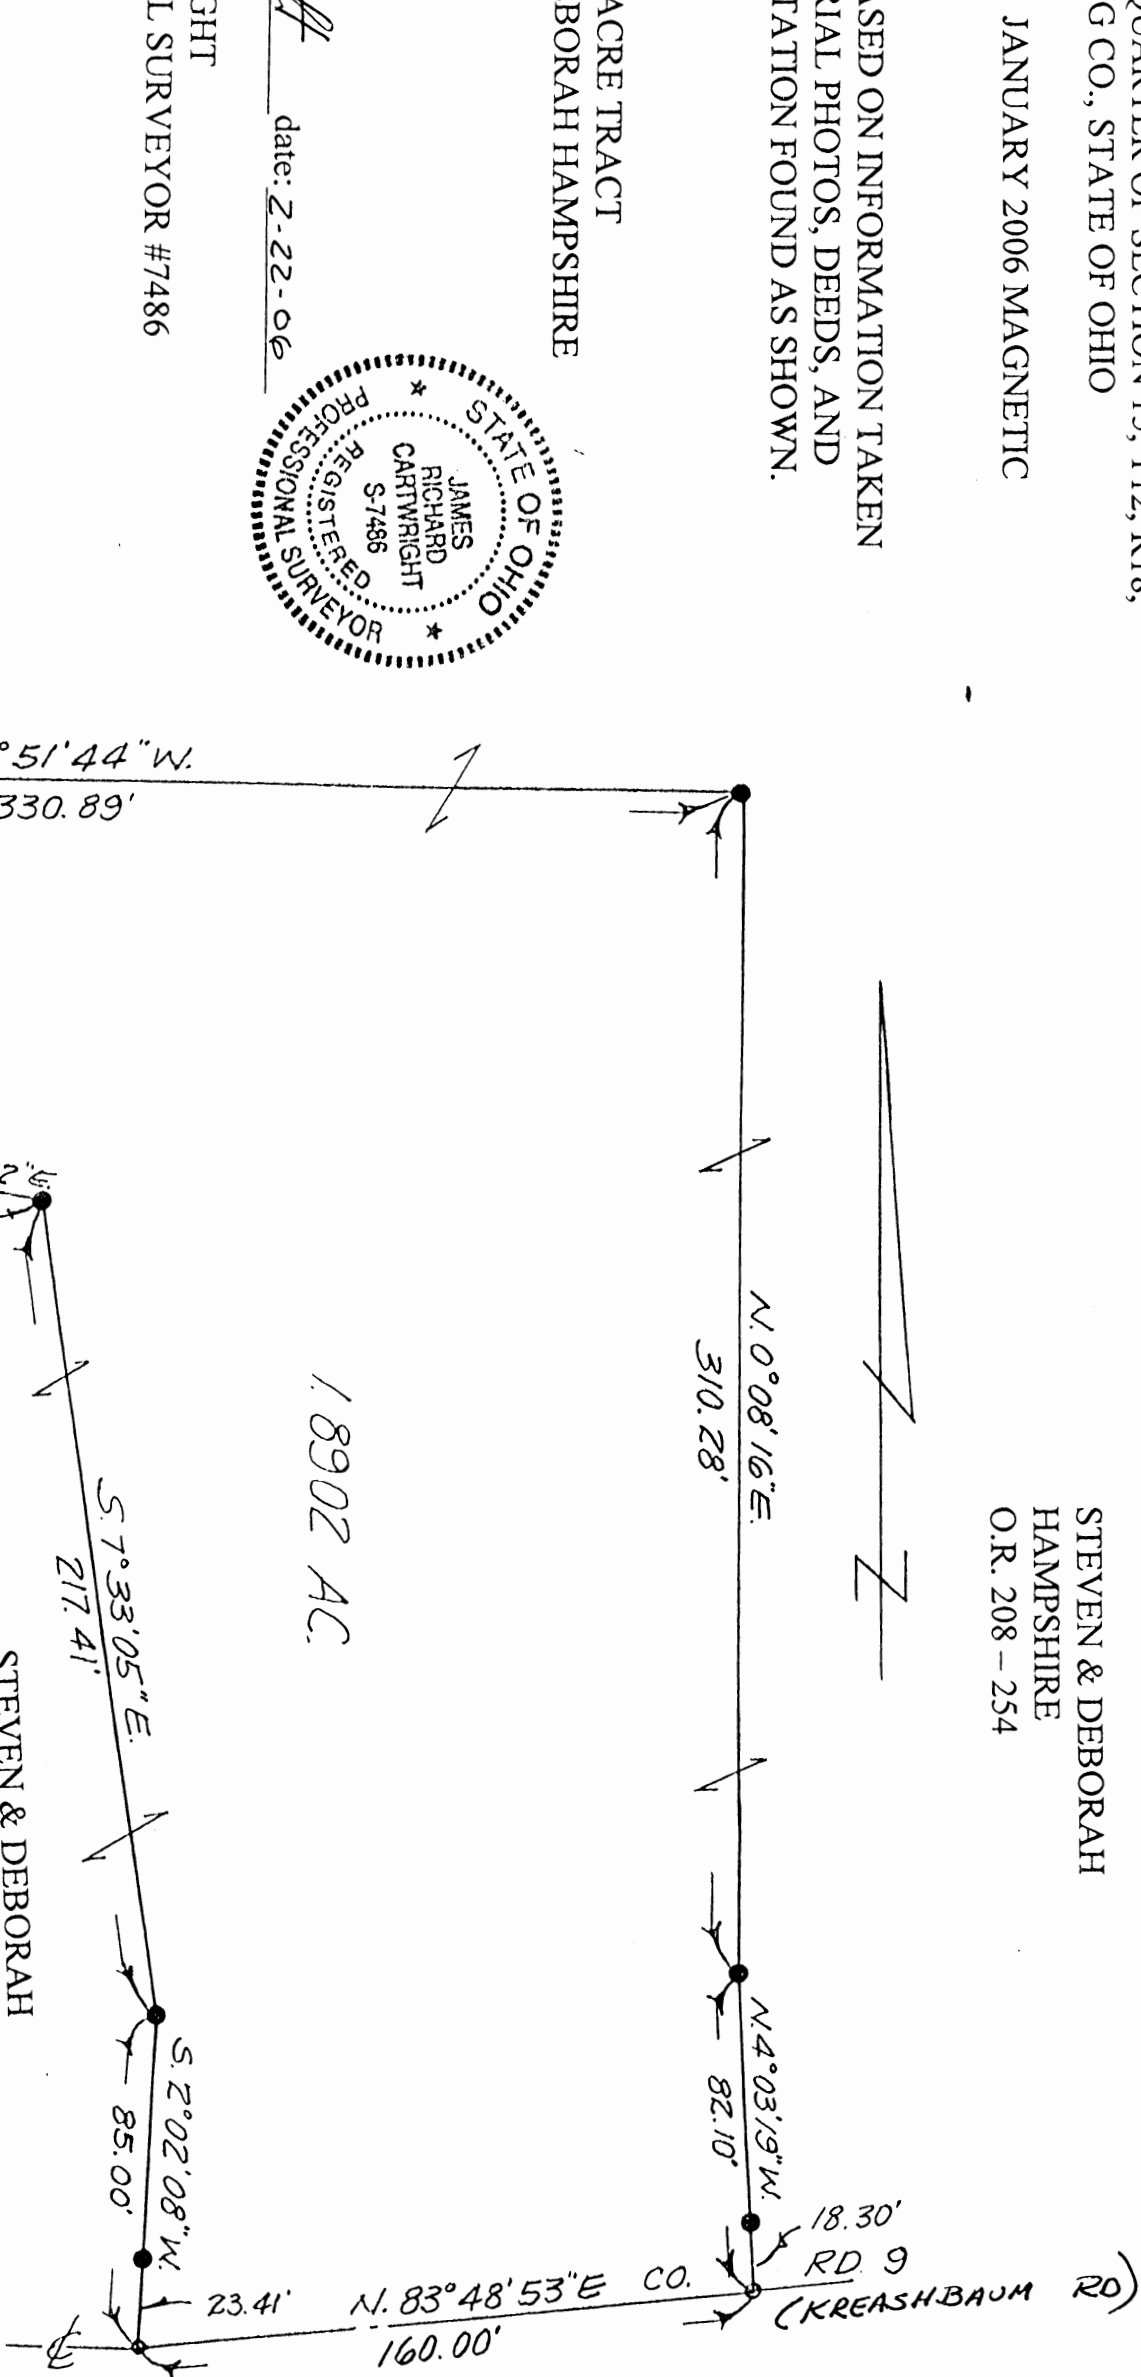 QUARTER OF SECTION 15, T12, R18,
G CO., STATE OF OHIO
JANUARY 2006 MAGNETIC
ASED ON INFORMATION TAKEN
RIAL PHOTOS, DEEDS, AND
TATION FOUND AS SHOWN.
ACRE TRACT
BORAH HAMPSHIRE
date: 2-22-06
GHT
L SURVEYOR #7486
STATE OF OHIO
JAMES
RICHARD
CARTWRIGHT
S-7486
REGISTERED
PROFESSIONAL SURVEYOR
STEVEN & DEBORAH
HAMPSHIRE
O.R. 208 – 254
N
°51'44"W.
330.89'
N.0°08'16"E.
310.28'
N.4°03'19"W.
82.10'
18.30'
CO. RD. 9
(KREASHBAUM RD)
N. 83°48'53"E
160.00'
23.41'
S.2°02'08"W.
85.00'
S.7°33'05"E.
217.41'
1.8902 AC.
2"E.
STEVEN & DEBORAH